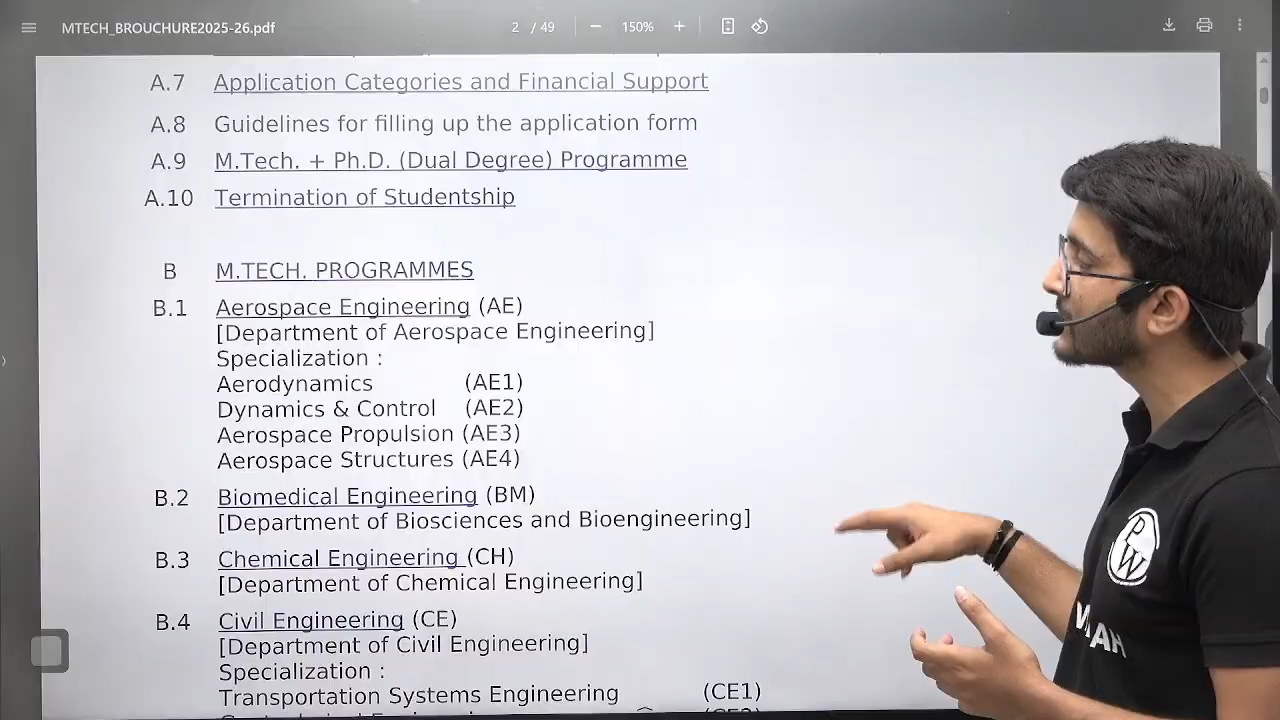 MTECH_BROUCHURE2025-26.pdf
2 / 49
150%
A.7 Application Categories and Financial Support
A.8 Guidelines for filling up the application form
A.9 M.Tech. + Ph.D. (Dual Degree) Programme
A.10 Termination of Studentship
B M.TECH. PROGRAMMES
B.1 Aerospace Engineering (AE)
[Department of Aerospace Engineering]
Specialization :
Aerodynamics (AE1)
Dynamics & Control (AE2)
Aerospace Propulsion (AE3)
Aerospace Structures (AE4)
B.2 Biomedical Engineering (BM)
[Department of Biosciences and Bioengineering]
B.3 Chemical Engineering (CH)
[Department of Chemical Engineering]
B.4 Civil Engineering (CE)
[Department of Civil Engineering]
Specialization :
Transportation Systems Engineering (CE1)
PW